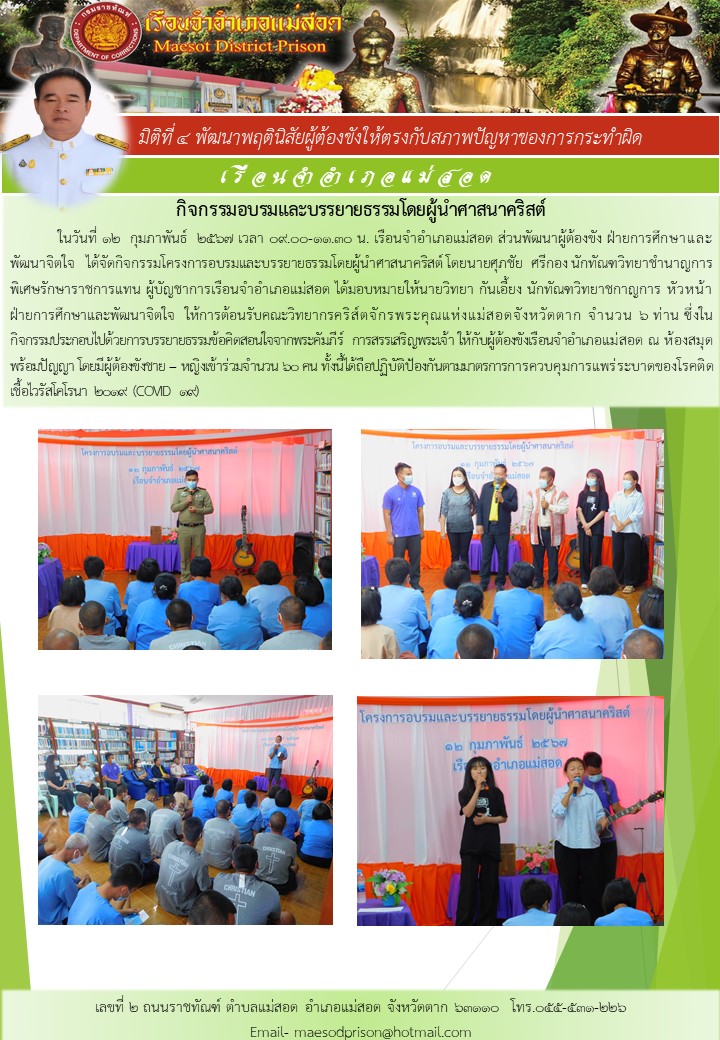 เรือนจำอำเภอแม่สอด
Maesot District Prison
กรมราชทัณฑ์
DEPARTMENT OF CORRECTIONS
มิติที่ ๔ พัฒนาพฤตินิสัยผู้ต้องขังให้ตรงกับสภาพปัญหาของการกระทำผิด
เรือนจำอำเภอแม่สอด
กิจกรรมอบรมและบรรยายธรรมโดยผู้นำศาสนาคริสต์
ในวันที่ ๑๒ กุมภาพันธ์ ๒๕๖๗ เวลา ๐๙.๐๐-๑๑.๓๐ น. เรือนจำอำเภอแม่สอด ส่วนพัฒนาผู้ต้องขัง ฝ่ายการศึกษาและ
พัฒนาจิตใจ ได้จัดกิจกรรมโครงการอบรมและบรรยายธรรมโดยผู้นำศาสนาคริสต์ โดยนายศุภชัย ศรีกอง นักทัณฑวิทยาชำนาญการ
พิเศษรักษาราชการแทน ผู้บัญชาการเรือนจำอำเภอแม่สอด ได้มอบหมายให้นายวิทยา กันเอี้ยง นักทัณฑวิทยาชกาญการ หัวหน้า
ฝ่ายการศึกษาและพัฒนาจิตใจ ให้การต้อนรับคณะวิทยากรคริส์ตจักรพระคุณแห่งแม่สอดจังหวัดตาก จำนวน ๖ ท่าน ซึ่งใน
กิจกรรมประกอบไปด้วยการบรรยายธรรมข้อคิดสอนใจจากพระคัมภีร์ การสรรเสริญพระเจ้า ให้กับผู้ต้องขังเรือนจำอำเภอแม่สอด ณ ห้องสมุด
พร้อมปัญญา โดยมีผู้ต้องขังชาย – หญิงเข้าร่วมจำนวน ๖๐ คน ทั้งนี้ได้ถือปฏิบัติป้องกันตามมาตรการการควบคุมการแพร่ระบาดของโรคติด
เชื้อไวรัสโคโรนา ๒๐๑๙ (COVID ๑๙)
โครงการอบรมและบรรยายธรรมโดยผู้นำศาสนาคริสต์
๑๒ กุมภาพันธ์ ๒๕๖๗
เรือนจำอำเภอแม่สอด
CHRISTIAN
โครงการอบรมและบรรยายธรรมโดยผู้นำศาสนาคริสต์
๑๒ กุมภาพันธ์ ๒๕๖๗
เรือนจำอำเภอแม่สอด
CHRISTIAN
CHRISTIAN
CHRISTIAN
โครงการอบรมและบรรยายธรรมโดยผู้นำศาสนาคริสต์
๑๒ กุมภาพันธ์ ๒๕๖๗
อำเภอแม่สอด
เลขที่ ๒ ถนนราชทัณฑ์ ตำบลแม่สอด อำเภอแม่สอด จังหวัดตาก ๖๓๑๑๐ โทร.๐๕๕-๕๓๑-๒๒๖
Email- maesodprison@hotmail.com